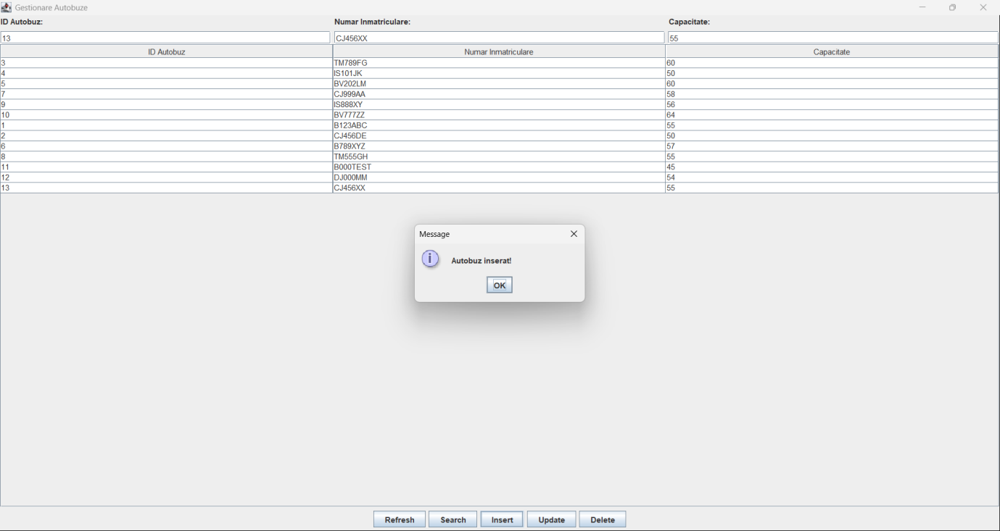 Gestionare Autobuze
ID Autobuz: Numar Inmatriculare: Capacitate:
13 CJ456XX 55
ID Autobuz Numar Inmatriculare Capacitate
3 TM789FG 60
4 IS101JK 50
5 BV202LM 60
7 CJ999AA 58
9 IS888XY 56
10 BV777ZZ 64
1 B123ABC 55
2 CJ456DE 50
6 B789XYZ 57
8 TM555GH 55
11 B000TEST 45
12 DJ000MM 54
13 CJ456XX 55
Message
Autobuz inserat!
OK
Refresh Search Insert Update Delete